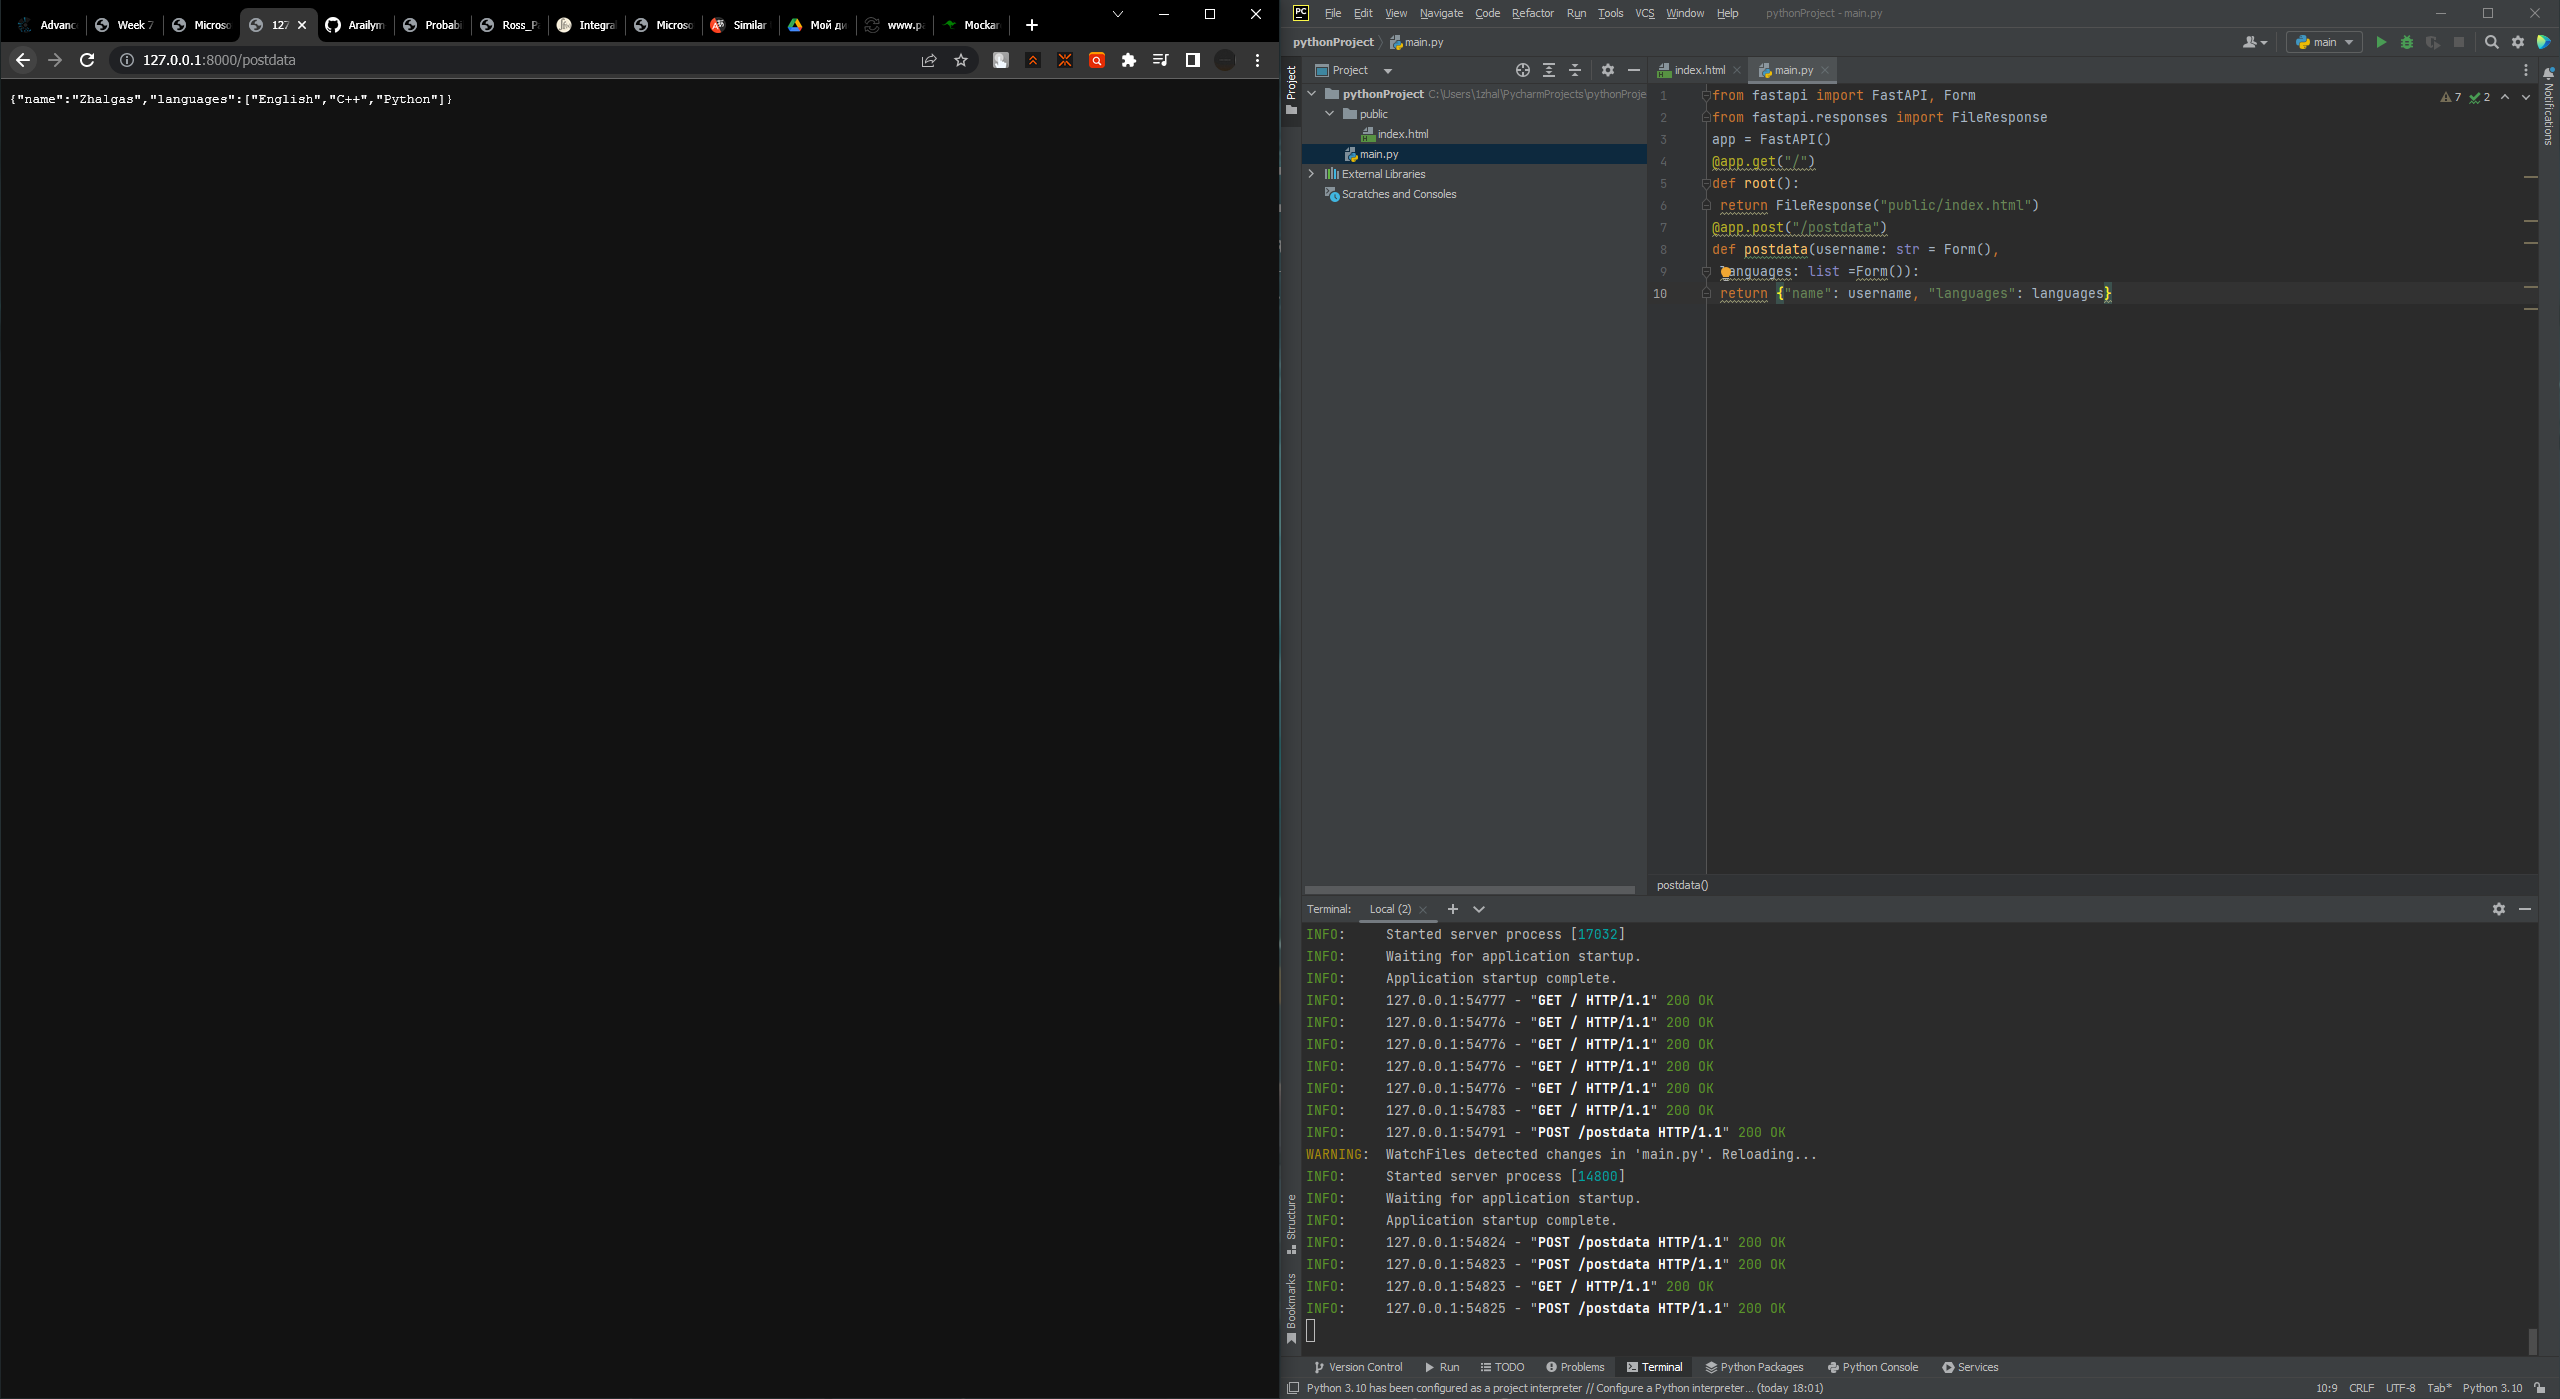 Advanc
Week 7
Microso
127
Arailym
Probabi
Ross_Pa
Integral
Microso
Similar
Мой ди
www.pa
Mockar
127.0.0.1:8000/postdata
{"name":"Zhalgas","languages":["English","C++","Python"]}
PC File Edit View Navigate Code Refactor Run Tools VCS Window Help pythonProject - main.py
pythonProject main.py
main
Project
Project
index.html
main.py
Notifications
pythonProject C:\Users\1zhal\PycharmProjects\pythonProje
public
index.html
main.py
External Libraries
Scratches and Consoles
7 2
1 from fastapi import FastAPI, Form
2 from fastapi.responses import FileResponse
3 app = FastAPI()
4 @app.get("/")
5 def root():
6 return FileResponse("public/index.html")
7 @app.post("/postdata")
8 def postdata(username: str = Form(),
9 languages: list =Form()):
10 return {"name": username, "languages": languages}
postdata()
Terminal: Local (2)
INFO: Started server process [17032]
INFO: Waiting for application startup.
INFO: Application startup complete.
INFO: 127.0.0.1:54777 - "GET / HTTP/1.1" 200 OK
INFO: 127.0.0.1:54776 - "GET / HTTP/1.1" 200 OK
INFO: 127.0.0.1:54776 - "GET / HTTP/1.1" 200 OK
INFO: 127.0.0.1:54776 - "GET / HTTP/1.1" 200 OK
INFO: 127.0.0.1:54776 - "GET / HTTP/1.1" 200 OK
INFO: 127.0.0.1:54783 - "GET / HTTP/1.1" 200 OK
INFO: 127.0.0.1:54791 - "POST /postdata HTTP/1.1" 200 OK
WARNING: WatchFiles detected changes in 'main.py'. Reloading...
INFO: Started server process [14800]
INFO: Waiting for application startup.
INFO: Application startup complete.
INFO: 127.0.0.1:54824 - "POST /postdata HTTP/1.1" 200 OK
INFO: 127.0.0.1:54823 - "POST /postdata HTTP/1.1" 200 OK
INFO: 127.0.0.1:54823 - "GET / HTTP/1.1" 200 OK
INFO: 127.0.0.1:54825 - "POST /postdata HTTP/1.1" 200 OK
Structure
Bookmarks
Version Control Run TODO Problems Terminal Python Packages Python Console Services
Python 3.10 has been configured as a project interpreter // Configure a Python interpreter... (today 18:01)
10:9 CRLF UTF-8 Tab* Python 3.10